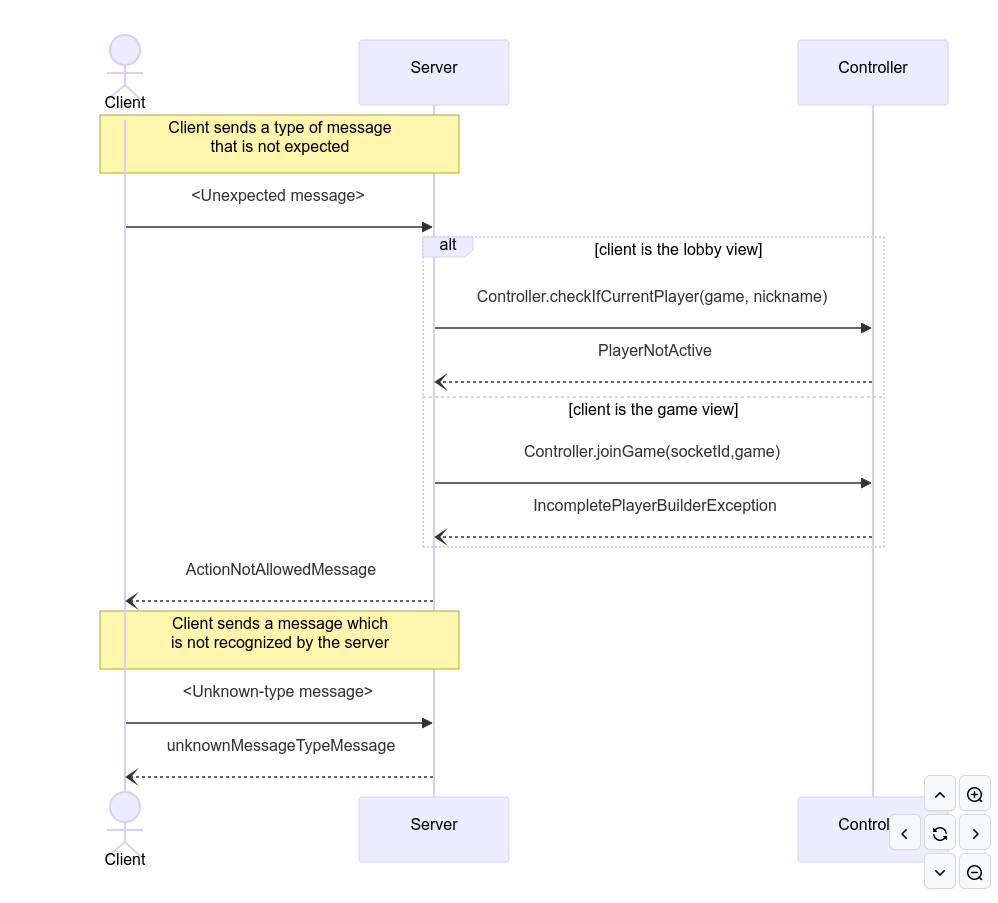 Client
Server
Controller
Client sends a type of message
that is not expected
<Unexpected message>
alt
[client is the lobby view]
Controller.checkIfCurrentPlayer(game, nickname)
PlayerNotActive
[client is the game view]
Controller.joinGame(socketId,game)
IncompletePlayerBuilderException
ActionNotAllowedMessage
Client sends a message which
is not recognized by the server
<Unknown-type message>
unknownMessageTypeMessage
Client
Server